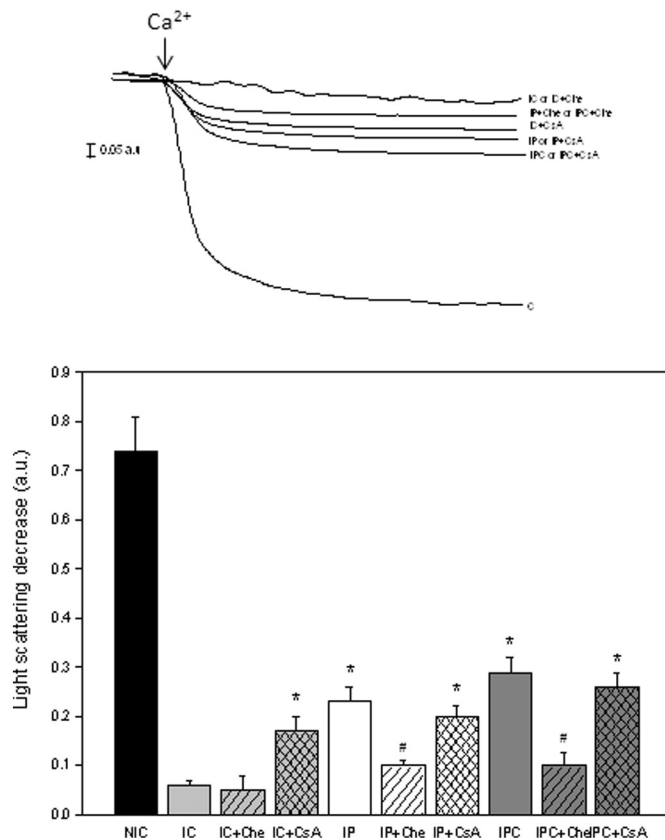 Ca²⁺
IC or D+Che
IP+Che or IPC+Che
D+CsA
IP or IP+CsA
IPC or IPC+CsA
0.05 a.u
C
Light scattering decrease (a.u.)
0.9
0.8
0.7
0.6
0.5
0.4
0.3
0.2
0.1
0.0
* * * * *
# #
NIC IC IC+Che IC+CsA IP IP+Che IP+CsA IPC IPC+Che IPC+CsA